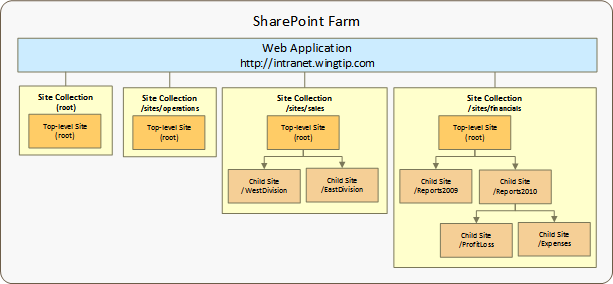 SharePoint Farm
Web Application
http://intranet.wingtip.com
Site Collection
(root)
Top-level Site
(root)
Site Collection
/sites/operations
Top-level Site
(root)
Site Collection
/sites/sales
Top-level Site
(root)
Child Site
/WestDivision
Child Site
/EastDivision
Site Collection
/sites/financials
Top-level Site
(root)
Child Site
/Reports2009
Child Site
/Reports2010
Child Site
/ProfitLoss
Child Site
/Expenses